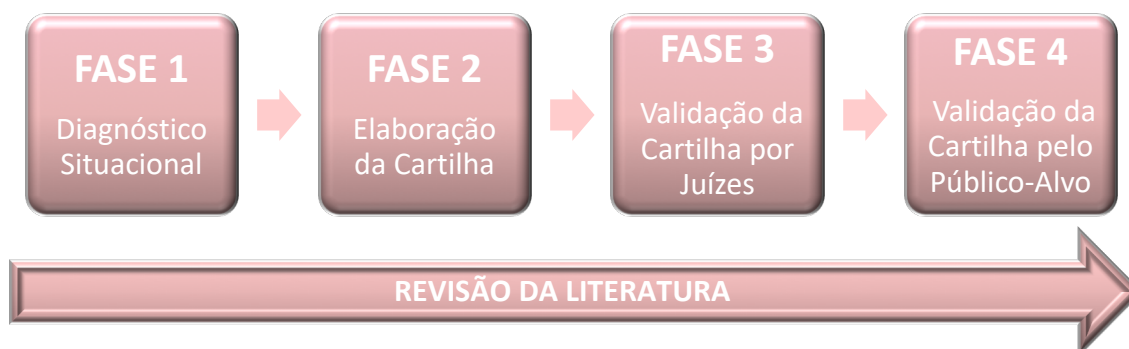 FASE 1
Diagnóstico
Situacional
FASE 2
Elaboração
da Cartilha
FASE 3
Validação da
Cartilha por
Juízes
FASE 4
Validação da
Cartilha pelo
Público-Alvo
REVISÃO DA LITERATURA